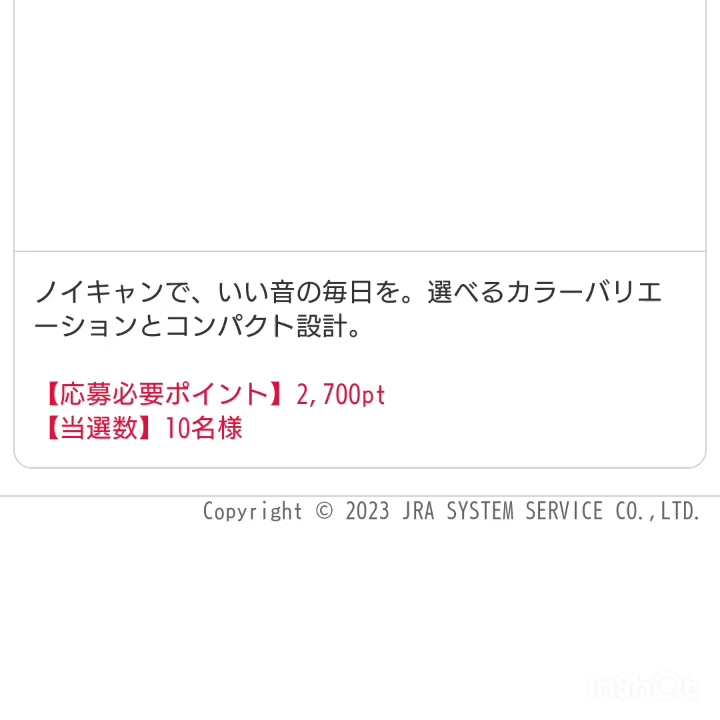 ノイキャンで、いい音の毎日を。選べるカラーバリエ
ーションとコンパクト設計。
【応募必要ポイント】2,700pt
【当選数】10名様
Copyright © 2023 JRA SYSTEM SERVICE CO.,LTD.
InShOt